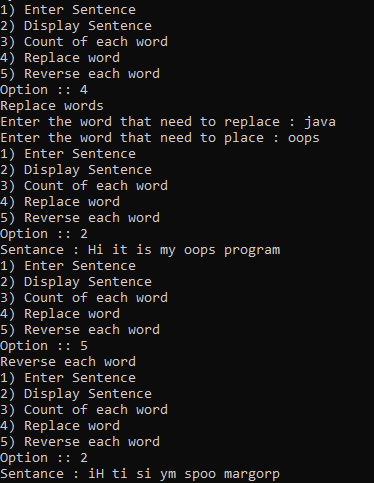 1) Enter Sentence
2) Display Sentence
3) Count of each word
4) Replace word
5) Reverse each word
Option :: 4
Replace words
Enter the word that need to replace : java
Enter the word that need to place : oops
1) Enter Sentence
2) Display Sentence
3) Count of each word
4) Replace word
5) Reverse each word
Option :: 2
Sentance : Hi it is my oops program
1) Enter Sentence
2) Display Sentence
3) Count of each word
4) Replace word
5) Reverse each word
Option :: 5
Reverse each word
1) Enter Sentence
2) Display Sentence
3) Count of each word
4) Replace word
5) Reverse each word
Option :: 2
Sentance : iH ti si ym spoo margorp